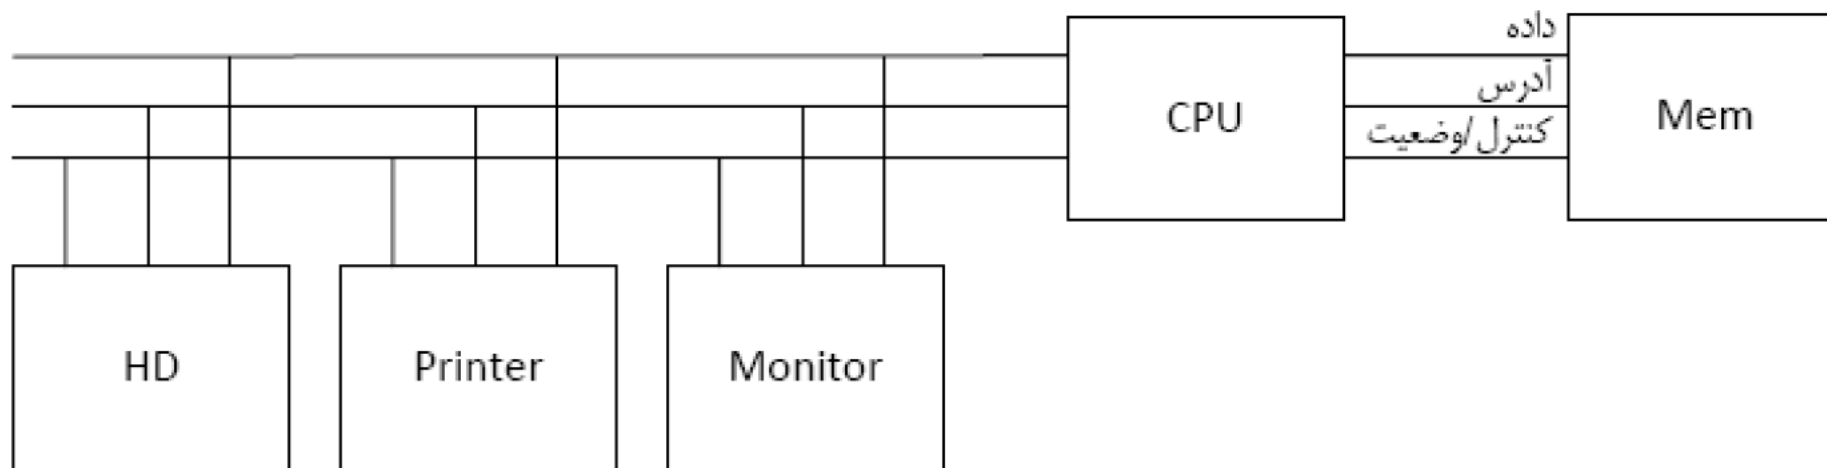 داده
آدرس
کنترل/وضعیت
CPU
Mem
HD
Printer
Monitor